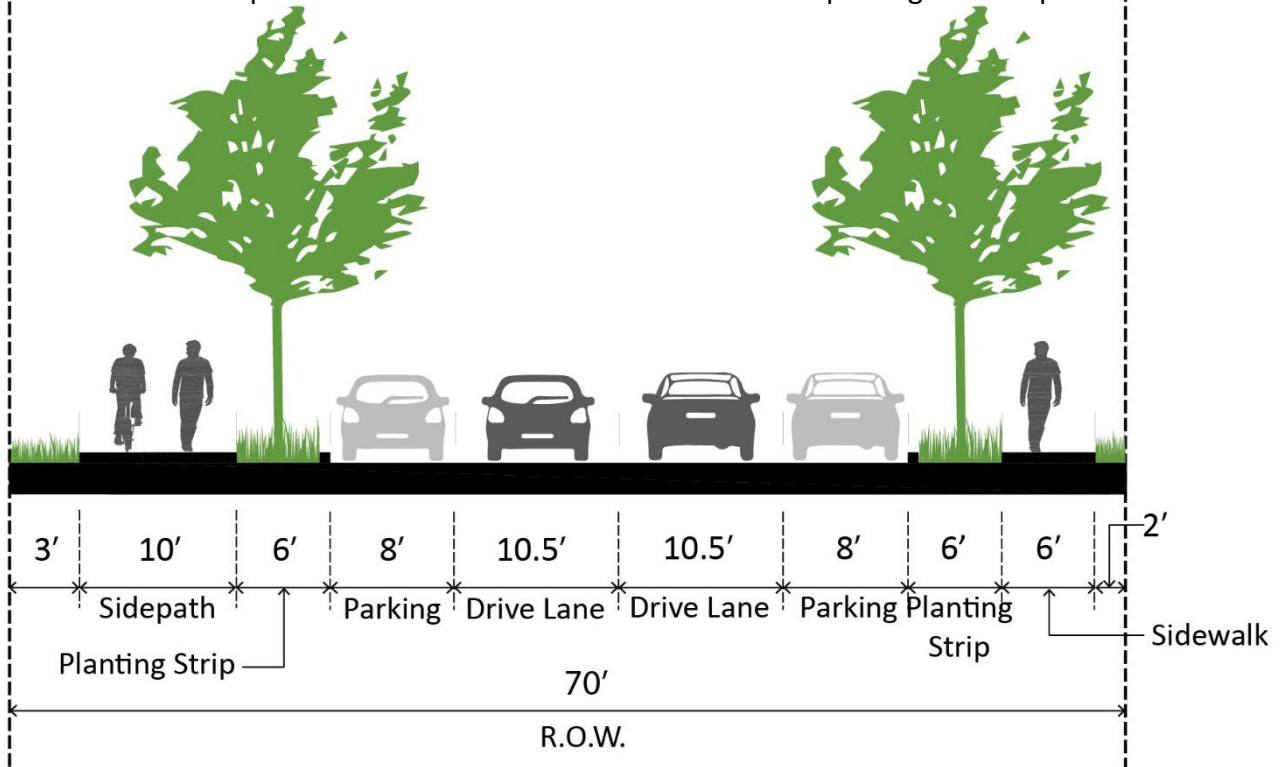 3' 10' 6' 8' 10.5' 10.5' 8' 6' 6' 2'
Sidepath Parking Drive Lane Drive Lane Parking Planting Strip
Planting Strip Sidewalk
70'
R.O.W.